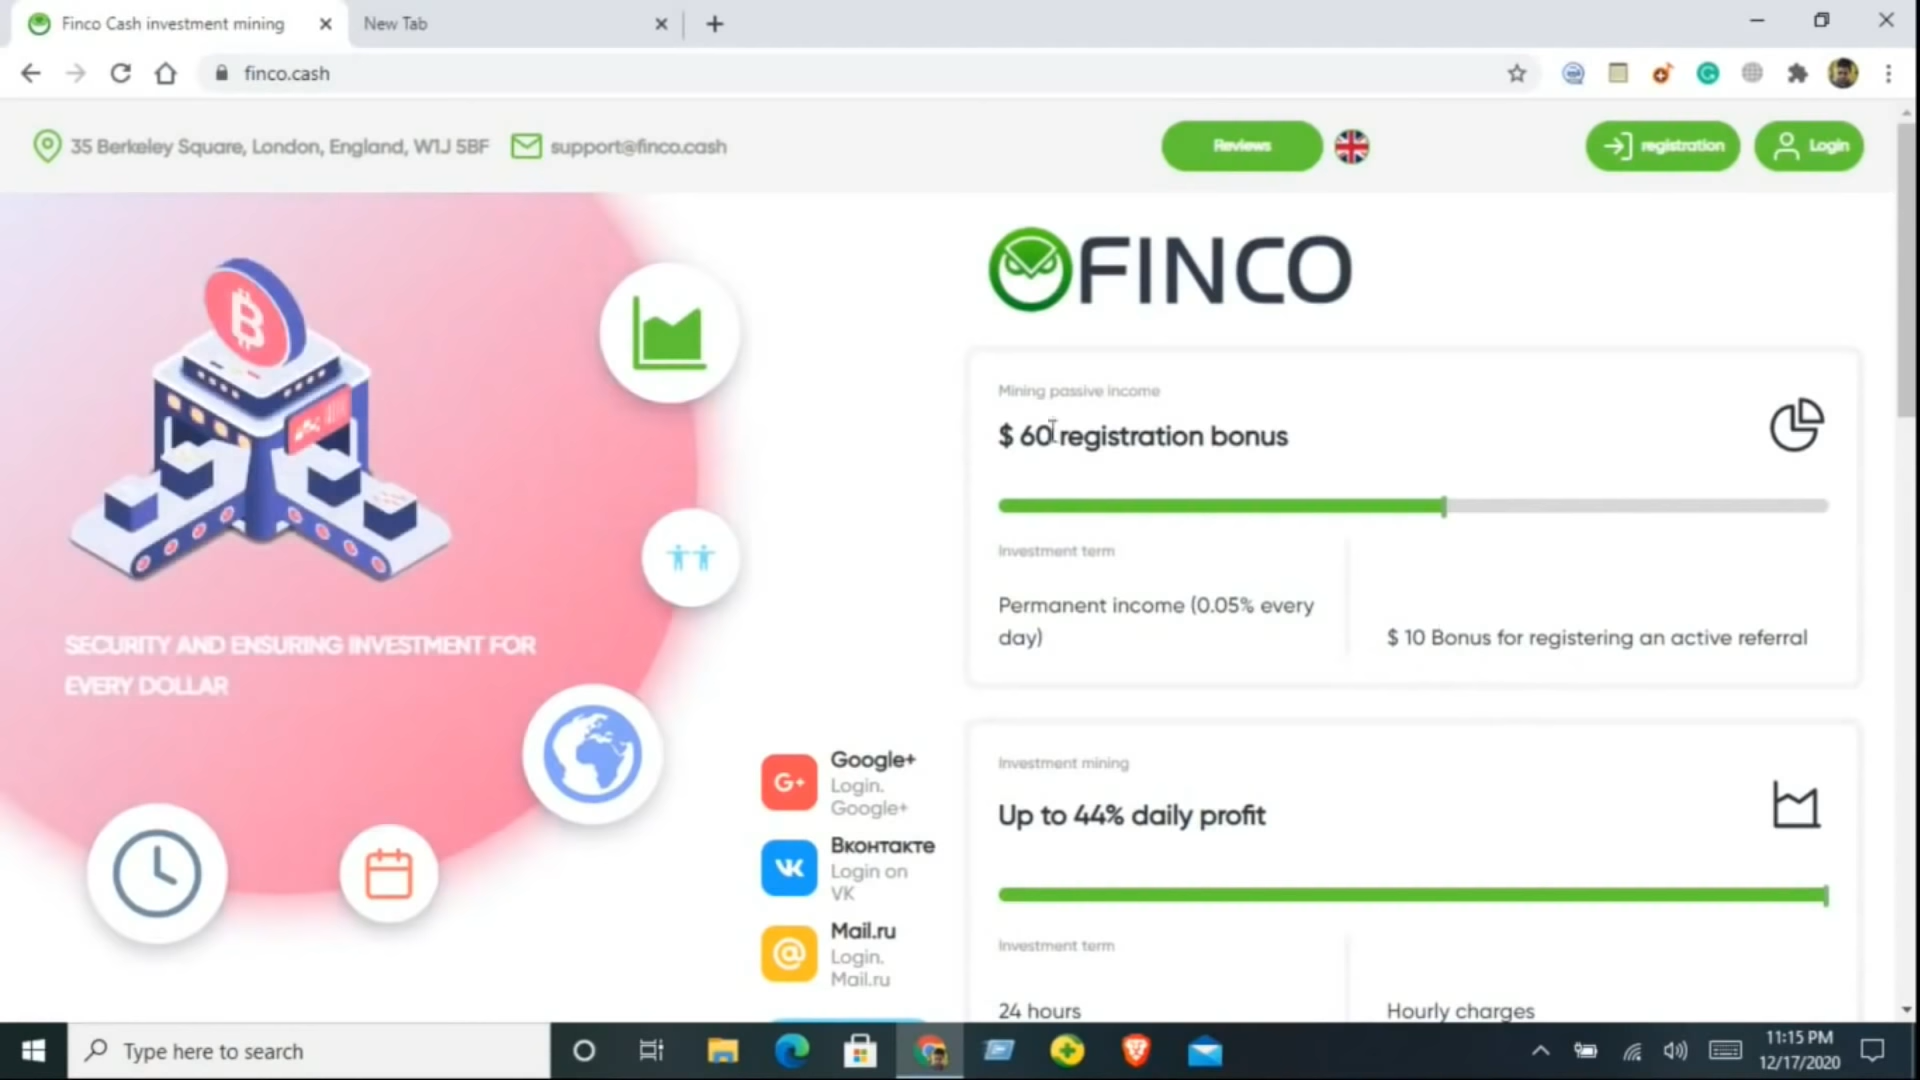 Finco Cash investment mining
New Tab
finco.cash
35 Berkeley Square, London, England, W1J 5BF
support@finco.cash
Reviews
registration
Login
FINCO
Mining passive income
$ 60 registration bonus
Investment term
Permanent income (0.05% every
day)
$ 10 Bonus for registering an active referral
SECURITY AND ENSURING INVESTMENT FOR
EVERY DOLLAR
Google+
Login.
Google+
Вконтакте
Login on
VK
Mail.ru
Login.
Mail.ru
Investment mining
Up to 44% daily profit
Investment term
24 hours
Hourly charges
Type here to search
11:15 PM
12/17/2020